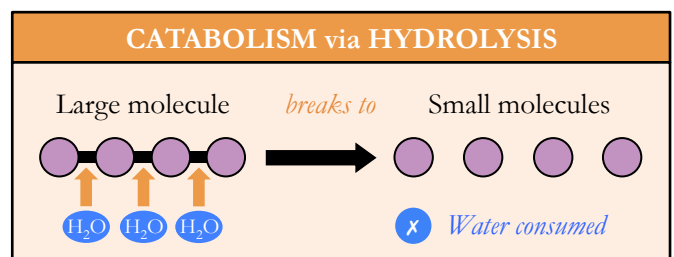 CATABOLISM via HYDROLYSIS
Large molecule breaks to Small molecules
H₂O H₂O H₂O ✗ Water consumed